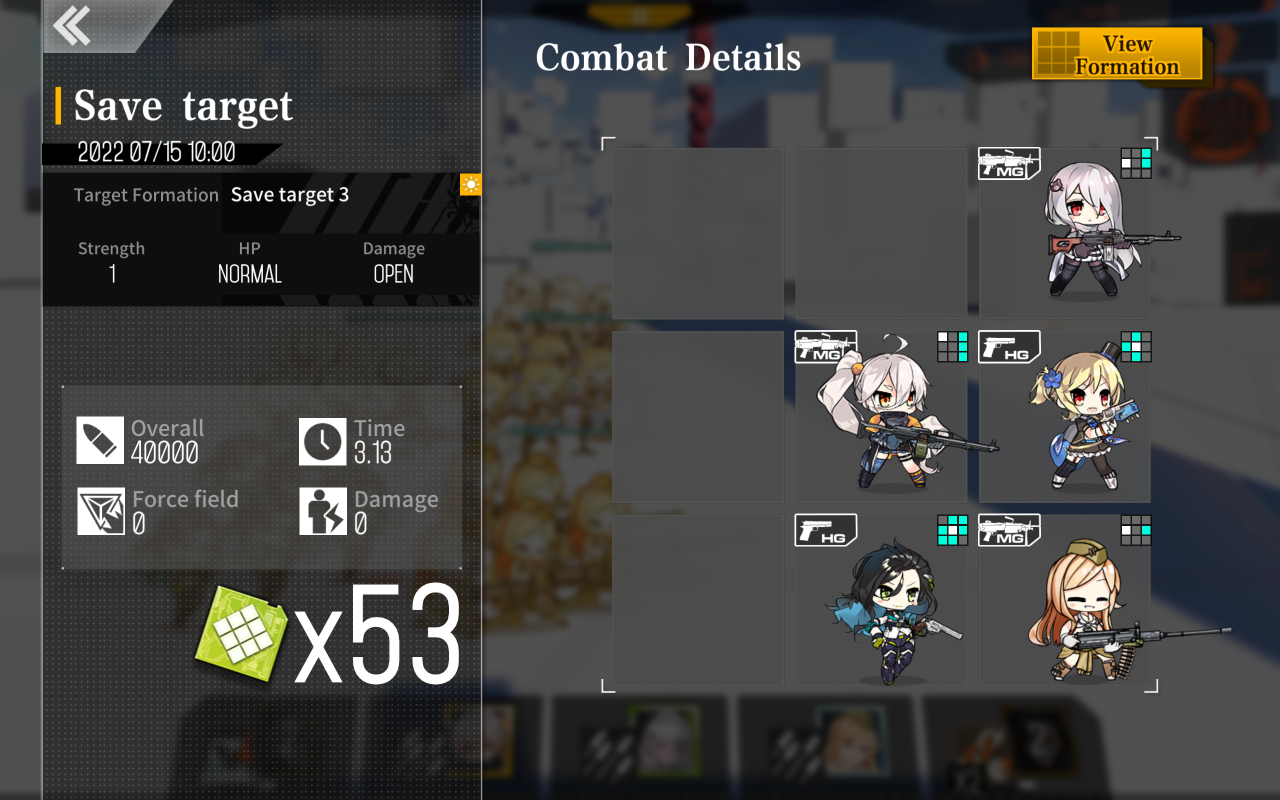 Save target
2022 07/15 10:00
Target Formation Save target 3
Strength HP Damage
1 NORMAL OPEN
Overall
40000
Time
3.13
Force field
0
Damage
0
x53
Combat Details
View
Formation
MG
MG
HG
HG
MG